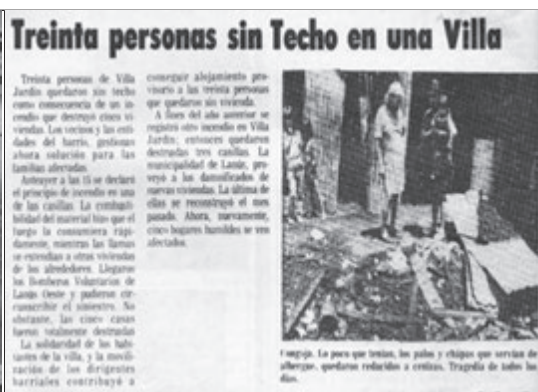 Treinta personas sin Techo en una Villa
Treinta personas de Villa
Jardín quedaron sin techo
como consecuencia de un in-
cendio que destruyó cinco vi-
viendas. Los vecinos y las enti-
dades del barrio, gestionan
ahora solución para las
familias afectadas.
Anteayer a las 15 se declaró
el principio de incendio en una
de las casillas. La combusti-
bilidad del material hizo que el
fuego la consumiera rápi-
damente, mientras las llamas
se extendían a otras viviendas
de los alrededores. Llegaron
los Bomberos Voluntarios de
Lanús Oeste y pudieron cir-
cunscribir el siniestro. No
obstante, las cinco casas
fueron totalmente destruidas
La solidaridad de los habi-
tantes de la villa, y la movili-
zación de los dirigentes
barriales contribuyó a
conseguir alojamiento pro-
visorio a las treinta personas
que quedaron sin vivienda.
A fines del año anterior se
registró otro incendio en Villa
Jardín; entonces quedaron
destruidas tres casillas. La
municipalidad de Lanús, pro-
veyó a los damnificados de
nuevas viviendas. La última de
ellas se reconstruyó el mes
pasado. Ahora, nuevamente,
cinco hogares humildes se ven
afectados.
Congoja. Lo poco que tenían, los palos y chapas que servían de
albergue, quedaron reducidos a cenizas. Tragedia de todos los
días.